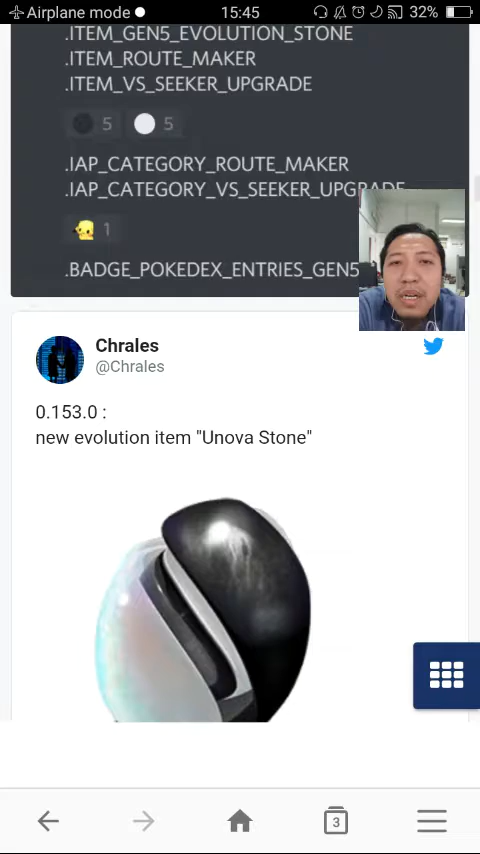 Airplane mode 15:45 32%
.ITEM_GEN5_EVOLUTION_STONE
.ITEM_ROUTE_MAKER
.ITEM_VS_SEEKER_UPGRADE
5 5
.IAP_CATEGORY_ROUTE_MAKER
.IAP_CATEGORY_VS_SEEKER_UPGRADE
1
.BADGE_POKEDEX_ENTRIES_GEN5
Chrales
@Chrales
0.153.0 :
new evolution item "Unova Stone"
3